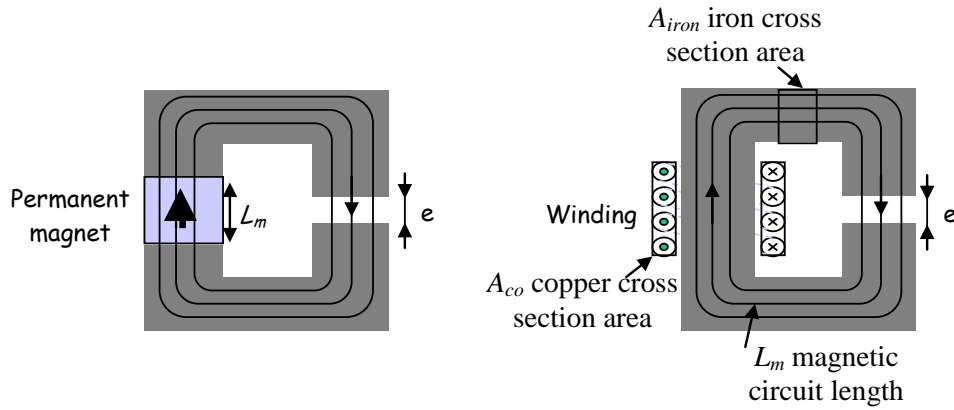 Permanent
magnet
L_m
e
A_iron iron cross
section area
Winding
e
A_co copper cross
section area
L_m magnetic
circuit length